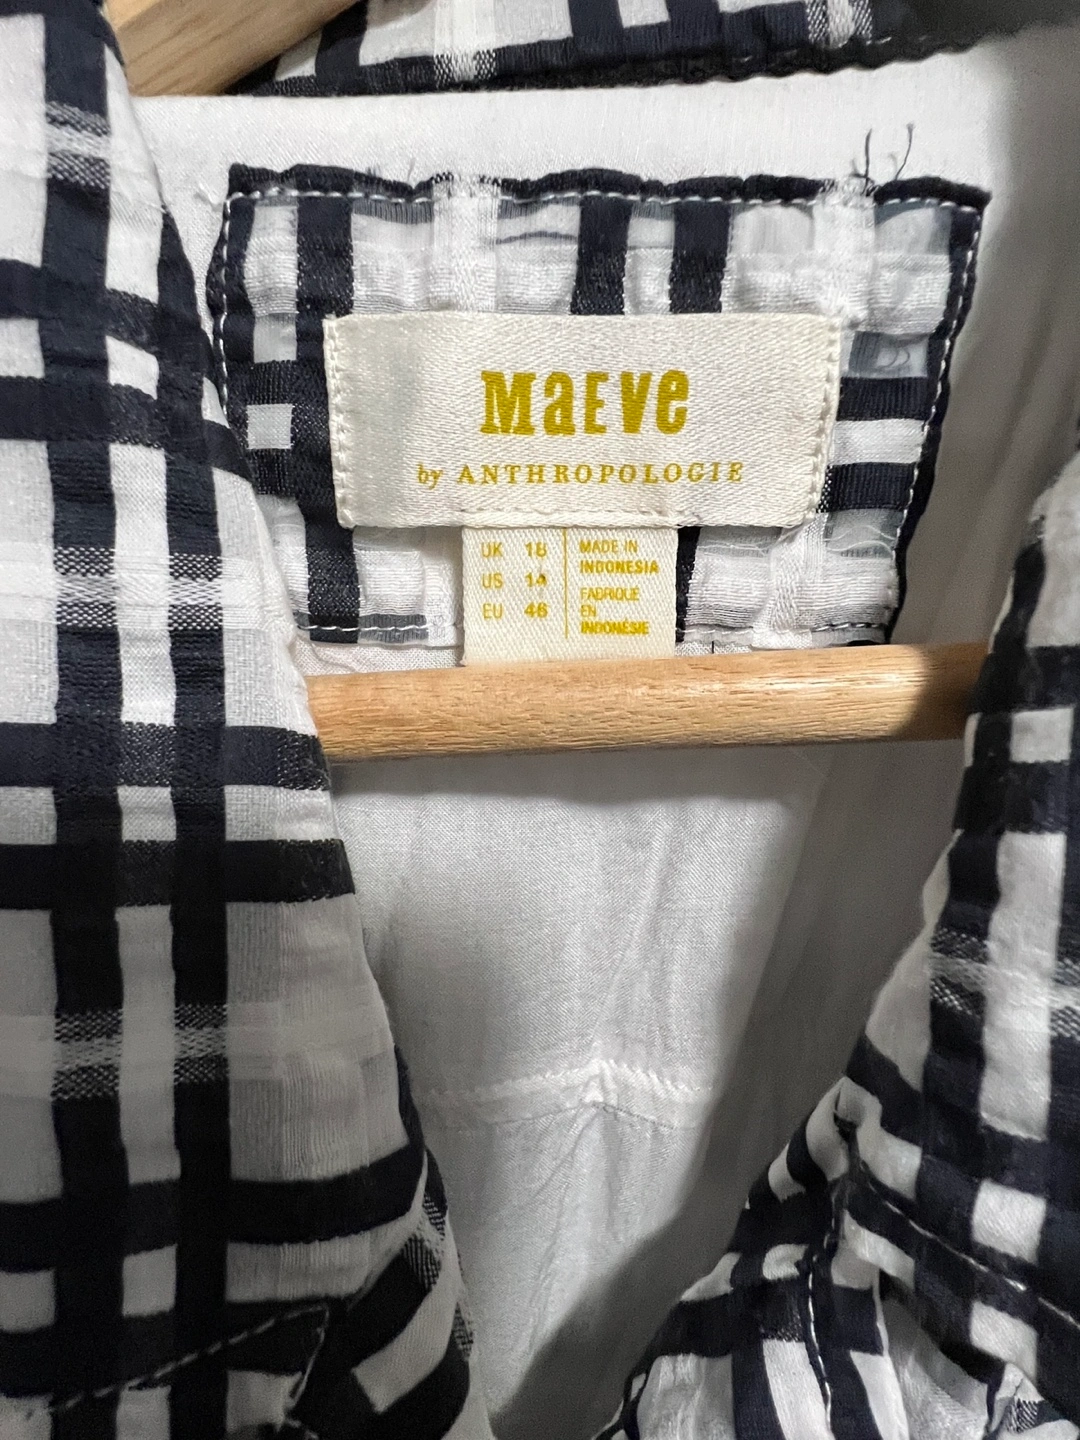 MaEVe
by ANTHROPOLOGIE
UK 18
US 14
EU 46
MADE IN
INDONESIA
FABRIQUE
EN
INDONÉSIE